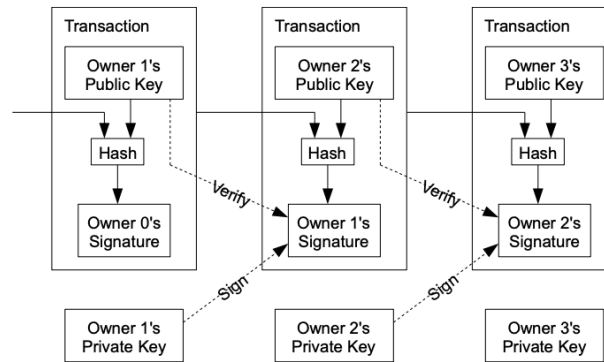 Transaction
Transaction
Transaction
Owner 1's
Public Key
Owner 2's
Public Key
Owner 3's
Public Key
Hash
Hash
Hash
Verify
Verify
Owner 0's
Signature
Owner 1's
Signature
Owner 2's
Signature
Sign
Sign
Owner 1's
Private Key
Owner 2's
Private Key
Owner 3's
Private Key